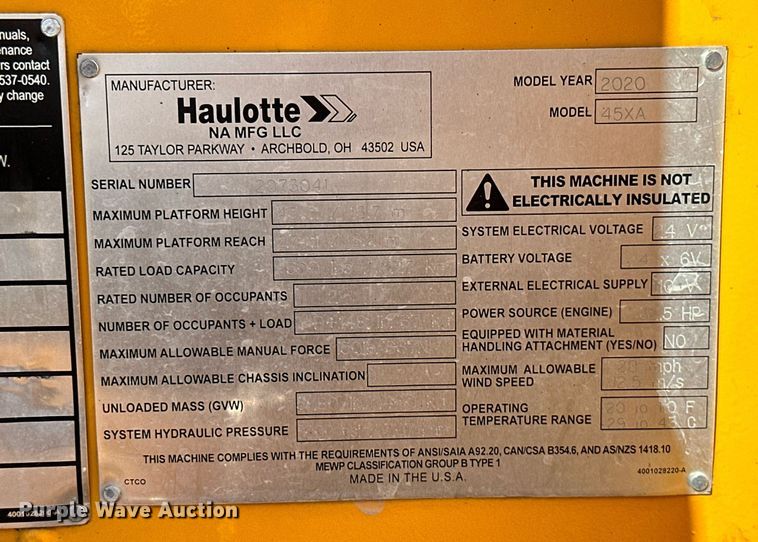 anuals,
enance
rs contact
537-0540.
y change
W.
MANUFACTURER:
Haulotte
NA MFG LLC
125 TAYLOR PARKWAY • ARCHBOLD, OH 43502 USA
MODEL YEAR 2020
MODEL 45XA
SERIAL NUMBER 2073041
MAXIMUM PLATFORM HEIGHT
MAXIMUM PLATFORM REACH
RATED LOAD CAPACITY
RATED NUMBER OF OCCUPANTS
NUMBER OF OCCUPANTS + LOAD
MAXIMUM ALLOWABLE MANUAL FORCE
MAXIMUM ALLOWABLE CHASSIS INCLINATION
UNLOADED MASS (GVW)
SYSTEM HYDRAULIC PRESSURE
THIS MACHINE IS NOT
ELECTRICALLY INSULATED
SYSTEM ELECTRICAL VOLTAGE
BATTERY VOLTAGE x 6V
EXTERNAL ELECTRICAL SUPPLY
POWER SOURCE (ENGINE) HP
EQUIPPED WITH MATERIAL
HANDLING ATTACHMENT (YES/NO) NO
MAXIMUM ALLOWABLE
WIND SPEED
mph
m/s
OPERATING
TEMPERATURE RANGE
F
C
THIS MACHINE COMPLIES WITH THE REQUIREMENTS OF ANSI/SAIA A92.20, CAN/CSA B354.6, AND AS/NZS 1418.10
MEWP CLASSIFICATION GROUP B TYPE 1
MADE IN THE U.S.A.
CTCO
4001028220-A
Purple Wave Auction